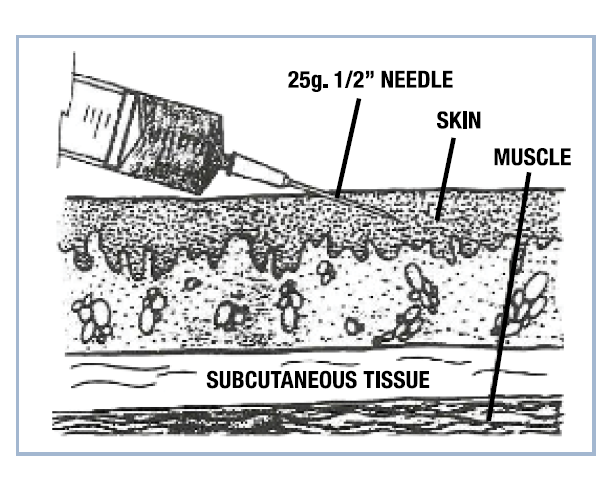 25g. 1/2” NEEDLE
SKIN
MUSCLE
SUBCUTANEOUS TISSUE